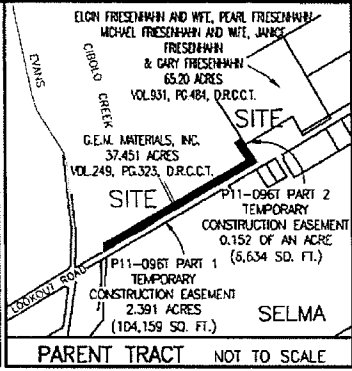 ELGIN FRIESENHAHN AND WIFE, PEARL FRIESENHAHN
MICHAEL FRIESENHAHN AND WIFE, JANICE
FRIESENHAHN
& GARY FRIESENHAHN
65.20 ACRES
VOL.931, PG.484, D.R.C.C.T.
EVANS
CIBOLO CREEK
SITE
G.E.M. MATERIALS, INC.
37.451 ACRES
VOL.249, PG.323, D.R.C.C.T.
SITE
P11-096T PART 2
TEMPORARY
CONSTRUCTION EASEMENT
0.152 OF AN ACRE
(6,634 SQ. FT.)
P11-096T PART 1
TEMPORARY
CONSTRUCTION EASEMENT
2.391 ACRES
(104,159 SQ. FT.)
LOOKOUT ROAD
SELMA
PARENT TRACT NOT TO SCALE